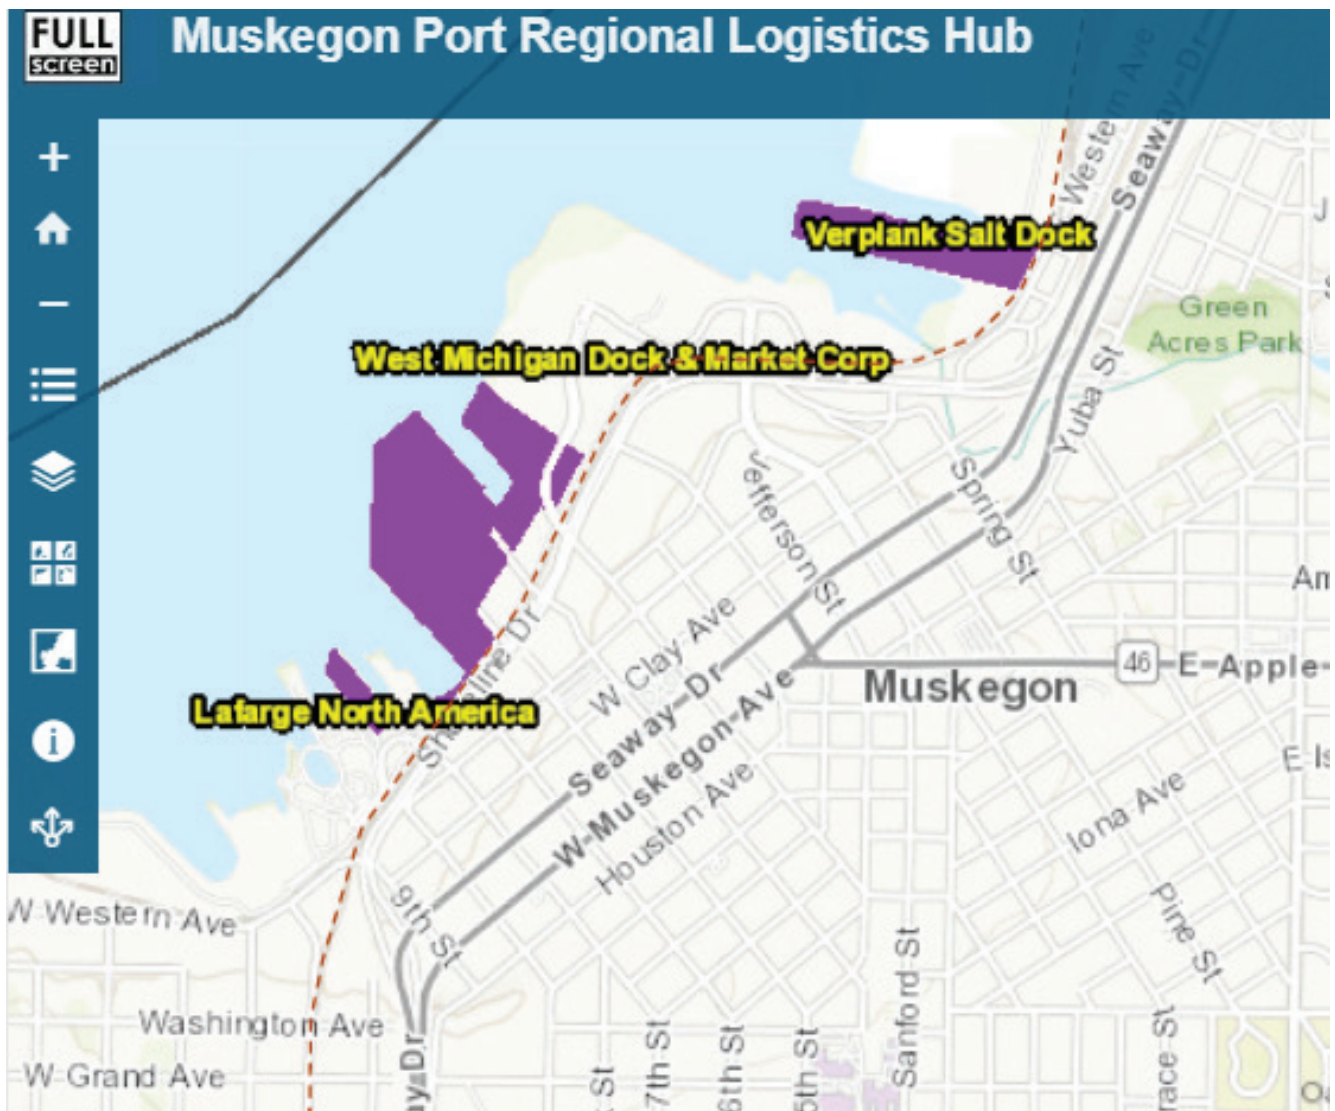 FULL
screen
Muskegon Port Regional Logistics Hub
Western Ave
Seaway Dr
Verplank Salt Dock
Green
Acres Park
West Michigan Dock & Market Corp
Yuba St
Jefferson St
Spring St
W Clay Ave
Shoreline Dr
Seaway Dr
46
E Apple
Muskegon
Lafarge North America
W Muskegon Ave
Houston Ave
Iona Ave
Pine St
W Western Ave
9th St
Washington Ave
W Grand Ave
7th St
6th St
5th St
Sanford St